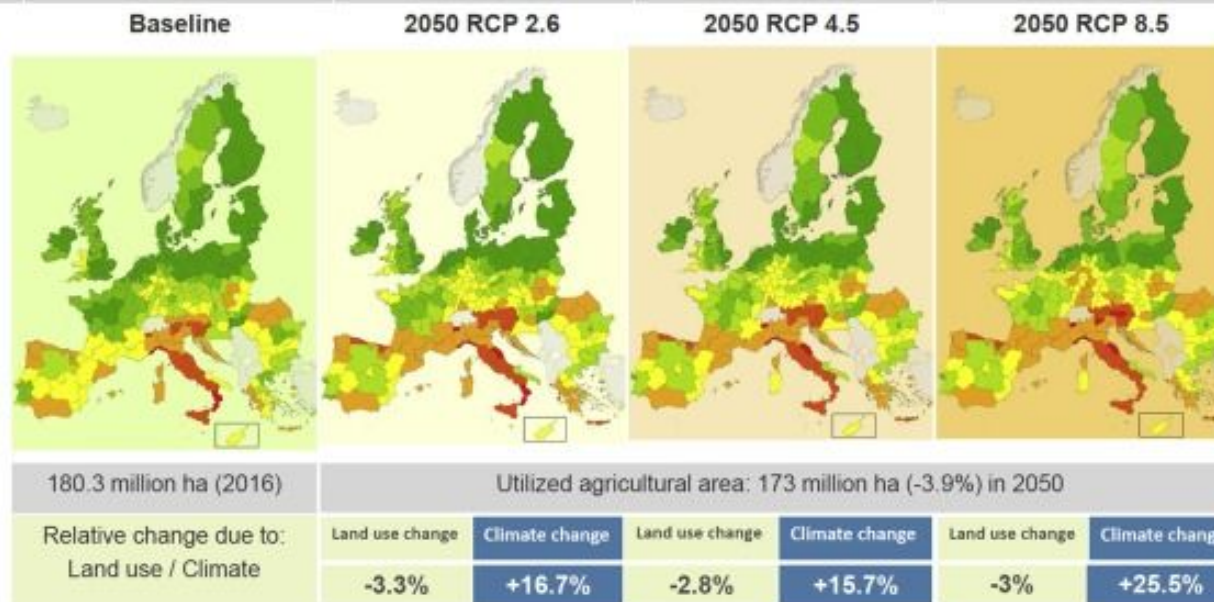 Baseline
2050 RCP 2.6
2050 RCP 4.5
2050 RCP 8.5
180.3 million ha (2016)
Utilized agricultural area: 173 million ha (-3.9%) in 2050
Relative change due to:
Land use / Climate
Land use change
Climate change
Land use change
Climate change
Land use change
Climate chang
-3.3%
+16.7%
-2.8%
+15.7%
-3%
+25.5%